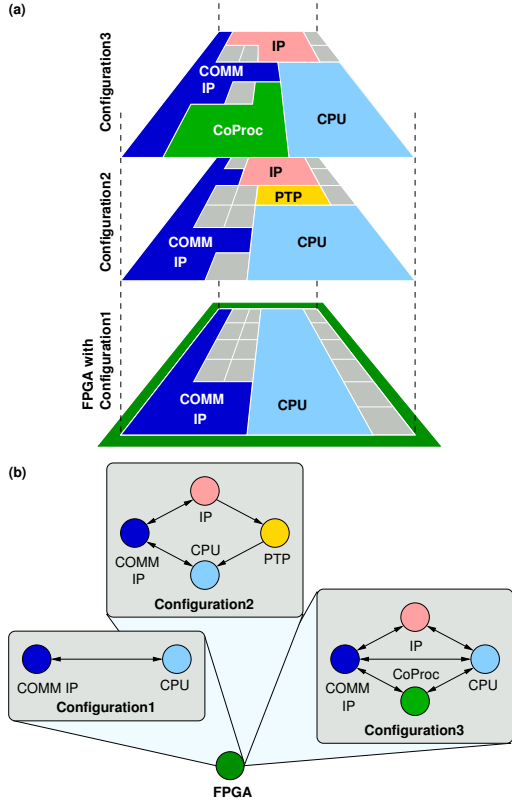 (a)
Configuration3
IP
COMM
IP
CoProc
CPU
Configuration2
IP
PTP
COMM
IP
CPU
FPGA with
Configuration1
COMM
IP
CPU
(b)
IP
COMM
IP
CPU
PTP
Configuration2
COMM IP
CPU
Configuration1
IP
COMM
IP
CoProc
CPU
Configuration3
FPGA